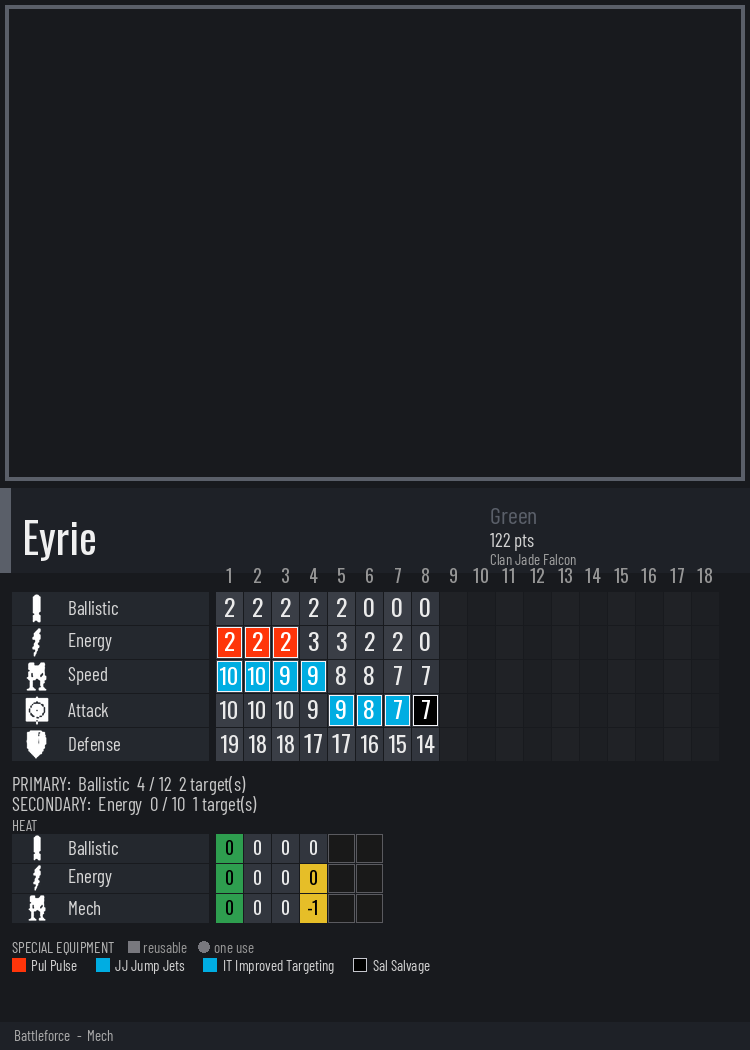 Eyrie
Green
122 pts
Clan Jade Falcon
1 2 3 4 5 6 7 8 9 10 11 12 13 14 15 16 17 18
Ballistic 2 2 2 2 2 0 0 0
Energy 2 2 2 3 3 2 2 0
Speed 10 10 9 9 8 8 7 7
Attack 10 10 10 9 9 8 7 7
Defense 19 18 18 17 17 16 15 14
PRIMARY: Ballistic 4 / 12 2 target(s)
SECONDARY: Energy 0 / 10 1 target(s)
HEAT
Ballistic 0 0 0 0
Energy 0 0 0 0
Mech 0 0 0 -1
SPECIAL EQUIPMENT reusable one use
Pul Pulse JJ Jump Jets IT Improved Targeting Sal Salvage
Battleforce - Mech